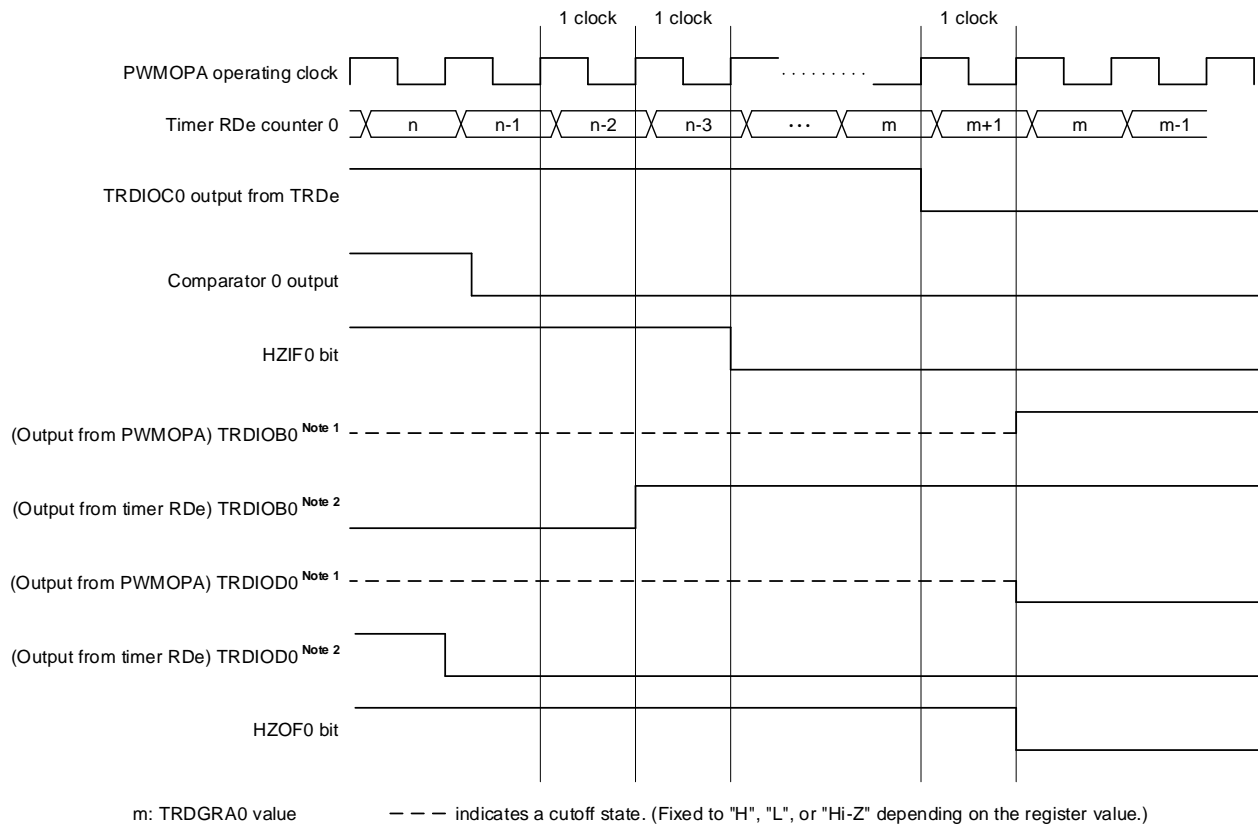 1 clock 1 clock 1 clock
PWMOPA operating clock
· · · · · · · · ·
Timer RDe counter 0 n n-1 n-2 n-3 ··· m m+1 m m-1
TRDIOC0 output from TRDe
Comparator 0 output
HZIF0 bit
(Output from PWMOPA) TRDIOB0 Note 1
(Output from timer RDe) TRDIOB0 Note 2
(Output from PWMOPA) TRDIOD0 Note 1
(Output from timer RDe) TRDIOD0 Note 2
HZOF0 bit
m: TRDGRA0 value — — — indicates a cutoff state. (Fixed to "H", "L", or "Hi-Z" depending on the register value.)